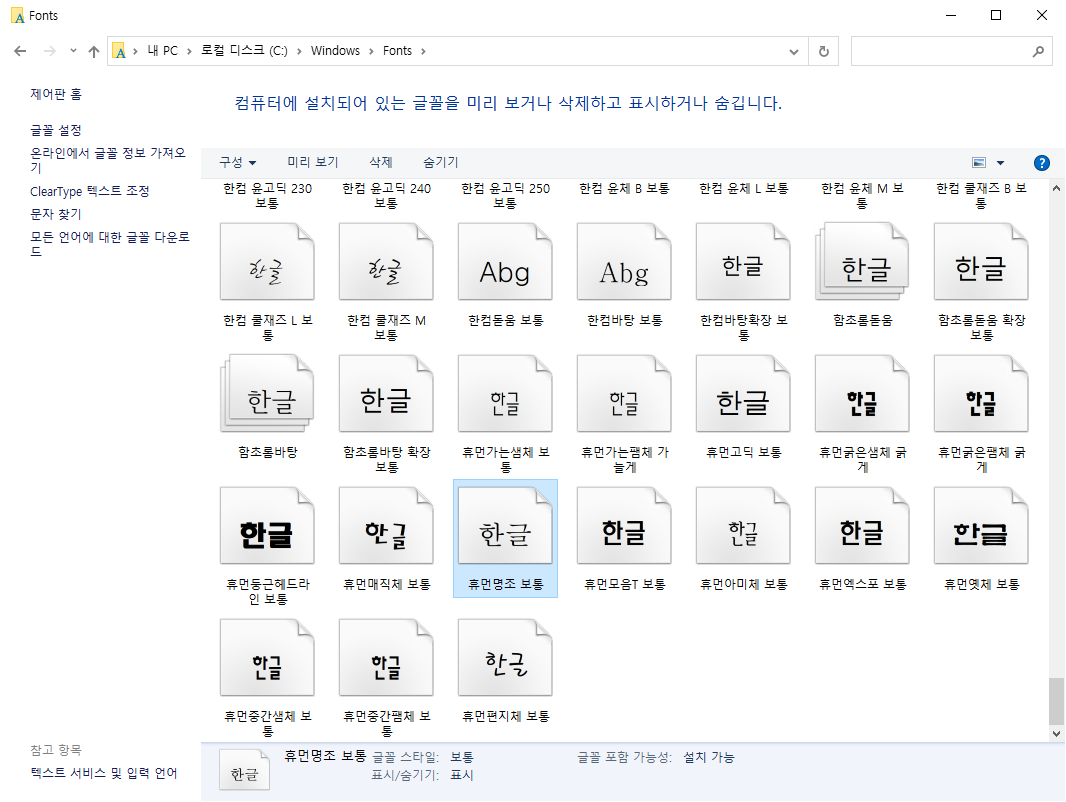 Fonts
내 PC > 로컬 디스크 (C:) > Windows > Fonts >
제어판 홈
글꼴 설정
온라인에서 글꼴 정보 가져오
기
ClearType 텍스트 조정
문자 찾기
모든 언어에 대한 글꼴 다운로
드
컴퓨터에 설치되어 있는 글꼴을 미리 보거나 삭제하고 표시하거나 숨깁니다.
구성 미리 보기 삭제 숨기기
한컴 윤고딕 230
보통
한컴 윤고딕 240
보통
한컴 윤고딕 250
보통
한컴 윤체 B 보통
한컴 윤체 L 보통
한컴 윤체 M 보
통
한컴 쿨재즈 B 보
통
한글
한컴 쿨재즈 L 보
통
한글
한컴 쿨재즈 M
보통
Abg
한컴돋움 보통
Abg
한컴바탕 보통
한글
한컴바탕확장 보
통
한글
함초롬돋움
한글
함초롬돋움 확장
보통
한글
함초롬바탕
한글
함초롬바탕 확장
보통
한글
휴먼가는샘체 보
통
한글
휴먼가는팸체 가
늘게
한글
휴먼고딕 보통
한글
휴먼굵은샘체 굵
게
한글
휴먼굵은팸체 굵
게
한글
휴먼둥근헤드라
인 보통
한글
휴먼매직체 보통
한글
휴먼명조 보통
한글
휴먼모음T 보통
한글
휴먼아미체 보통
한글
휴먼엑스포 보통
한글
휴먼옛체 보통
한글
휴먼중간샘체 보
통
한글
휴먼중간팸체 보
통
한글
휴먼편지체 보통
참고 항목
텍스트 서비스 및 입력 언어
한글
휴먼명조 보통 글꼴 스타일: 보통 글꼴 포함 가능성: 설치 가능
표시/숨기기: 표시